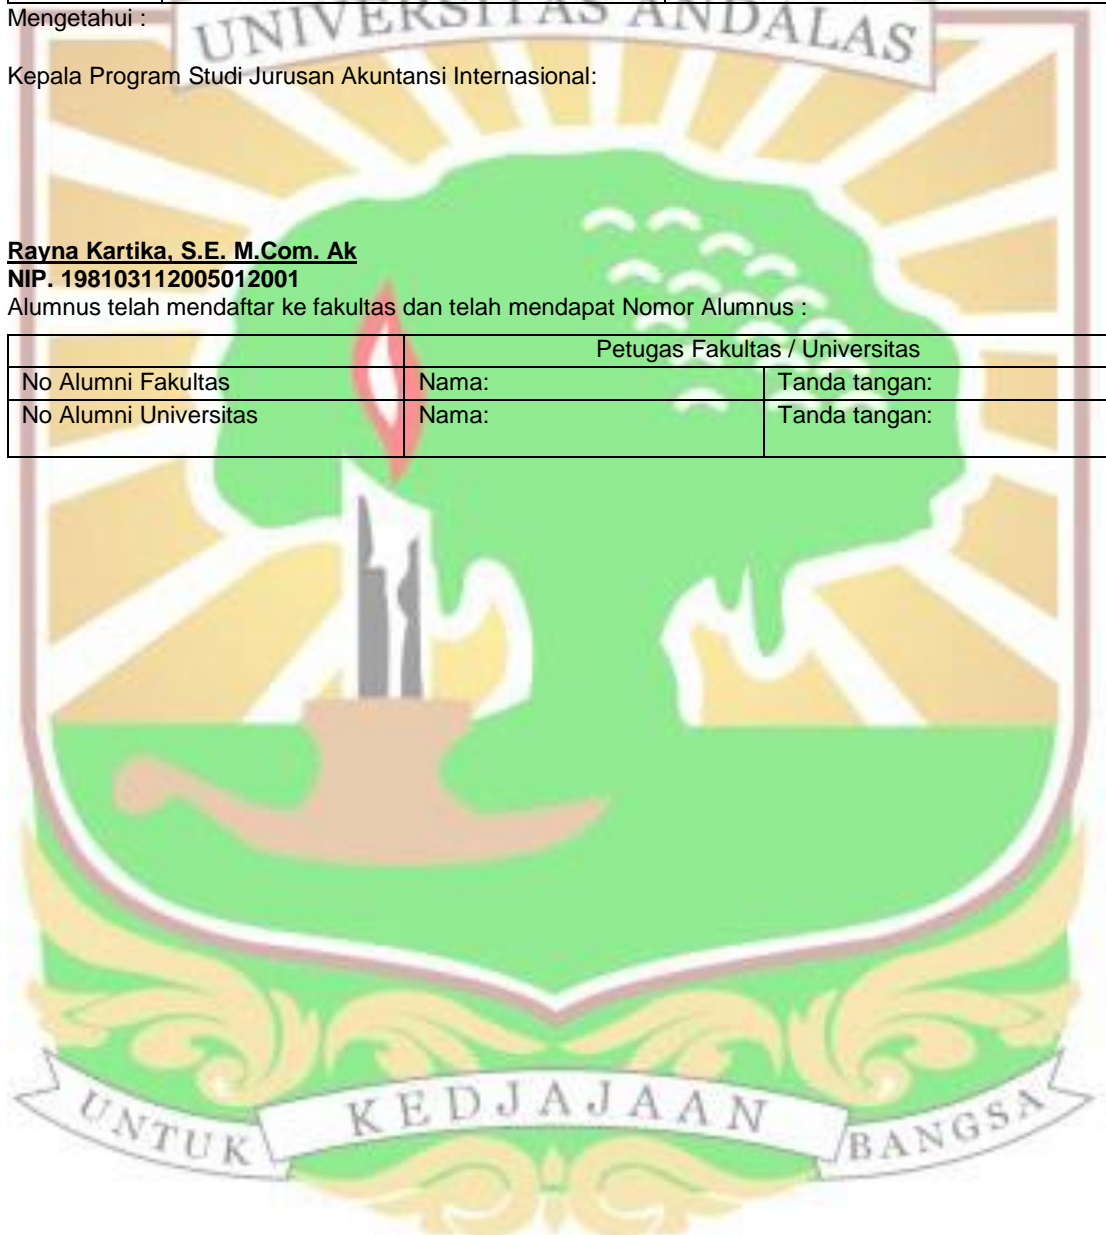 UNIVERSITAS ANDALAS
Mengetahui :
Kepala Program Studi Jurusan Akuntansi Internasional:
Rayna Kartika, S.E. M.Com. Ak
NIP. 198103112005012001
Alumnus telah mendaftar ke fakultas dan telah mendapat Nomor Alumnus :
Petugas Fakultas / Universitas
No Alumni Fakultas Nama: Tanda tangan:
No Alumni Universitas Nama: Tanda tangan:
UNTUK KEDJAJAAN BANGSA